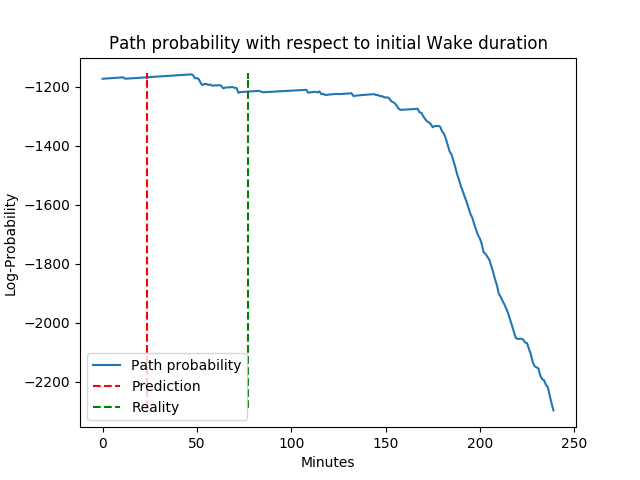 Path probability with respect to initial Wake duration
Log-Probability
−1200
−1400
−1600
−1800
−2000
−2200
Path probability
Prediction
Reality
0
50
100
150
200
250
Minutes